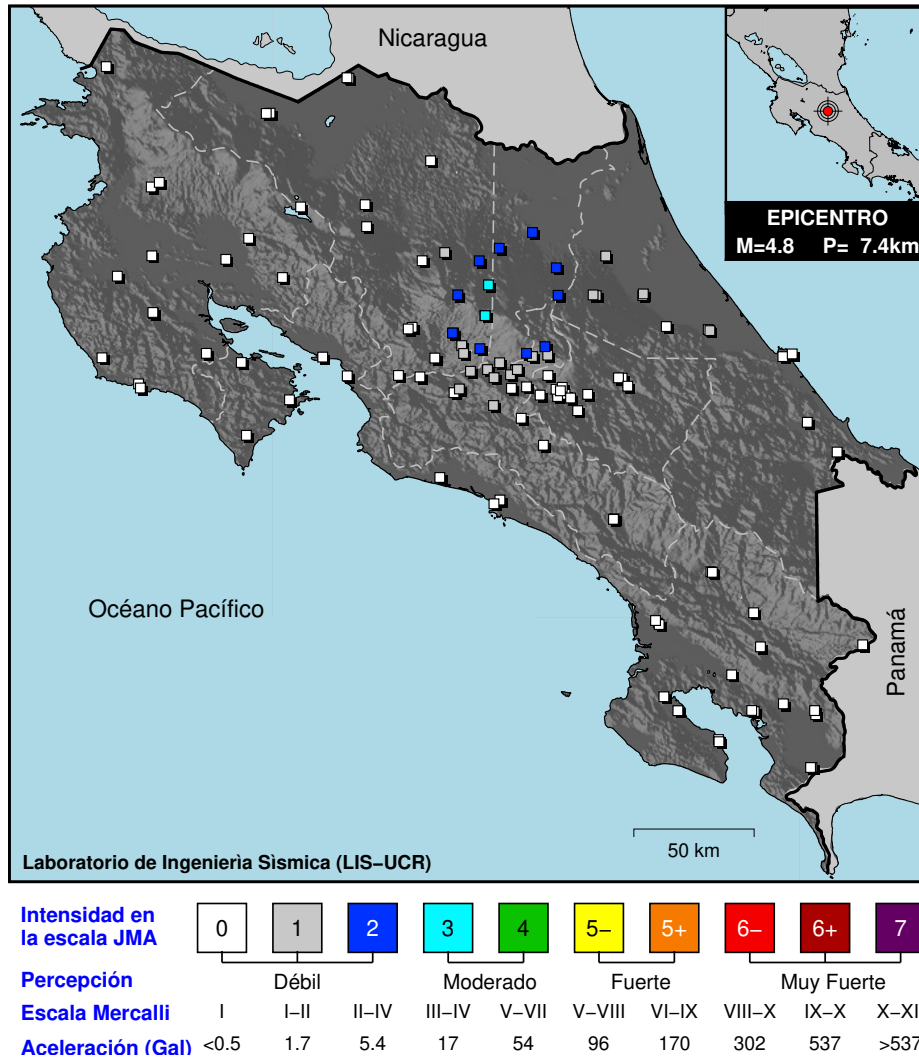 Nicaragua
EPICENTRO
M=4.8 P= 7.4km
Océano Pacífico
Panamá
50 km
Laboratorio de Ingenierìa Sìsmica (LIS−UCR)
Intensidad en
la escala JMA
0 1 2 3 4 5− 5+ 6− 6+ 7
Percepción Débil Moderado Fuerte Muy Fuerte
Escala Mercalli I I−II II−IV III−IV V−VII V−VIII VI−IX VIII−X IX−X X−XI
Aceleración (Gal) <0.5 1.7 5.4 17 54 96 170 302 537 >537